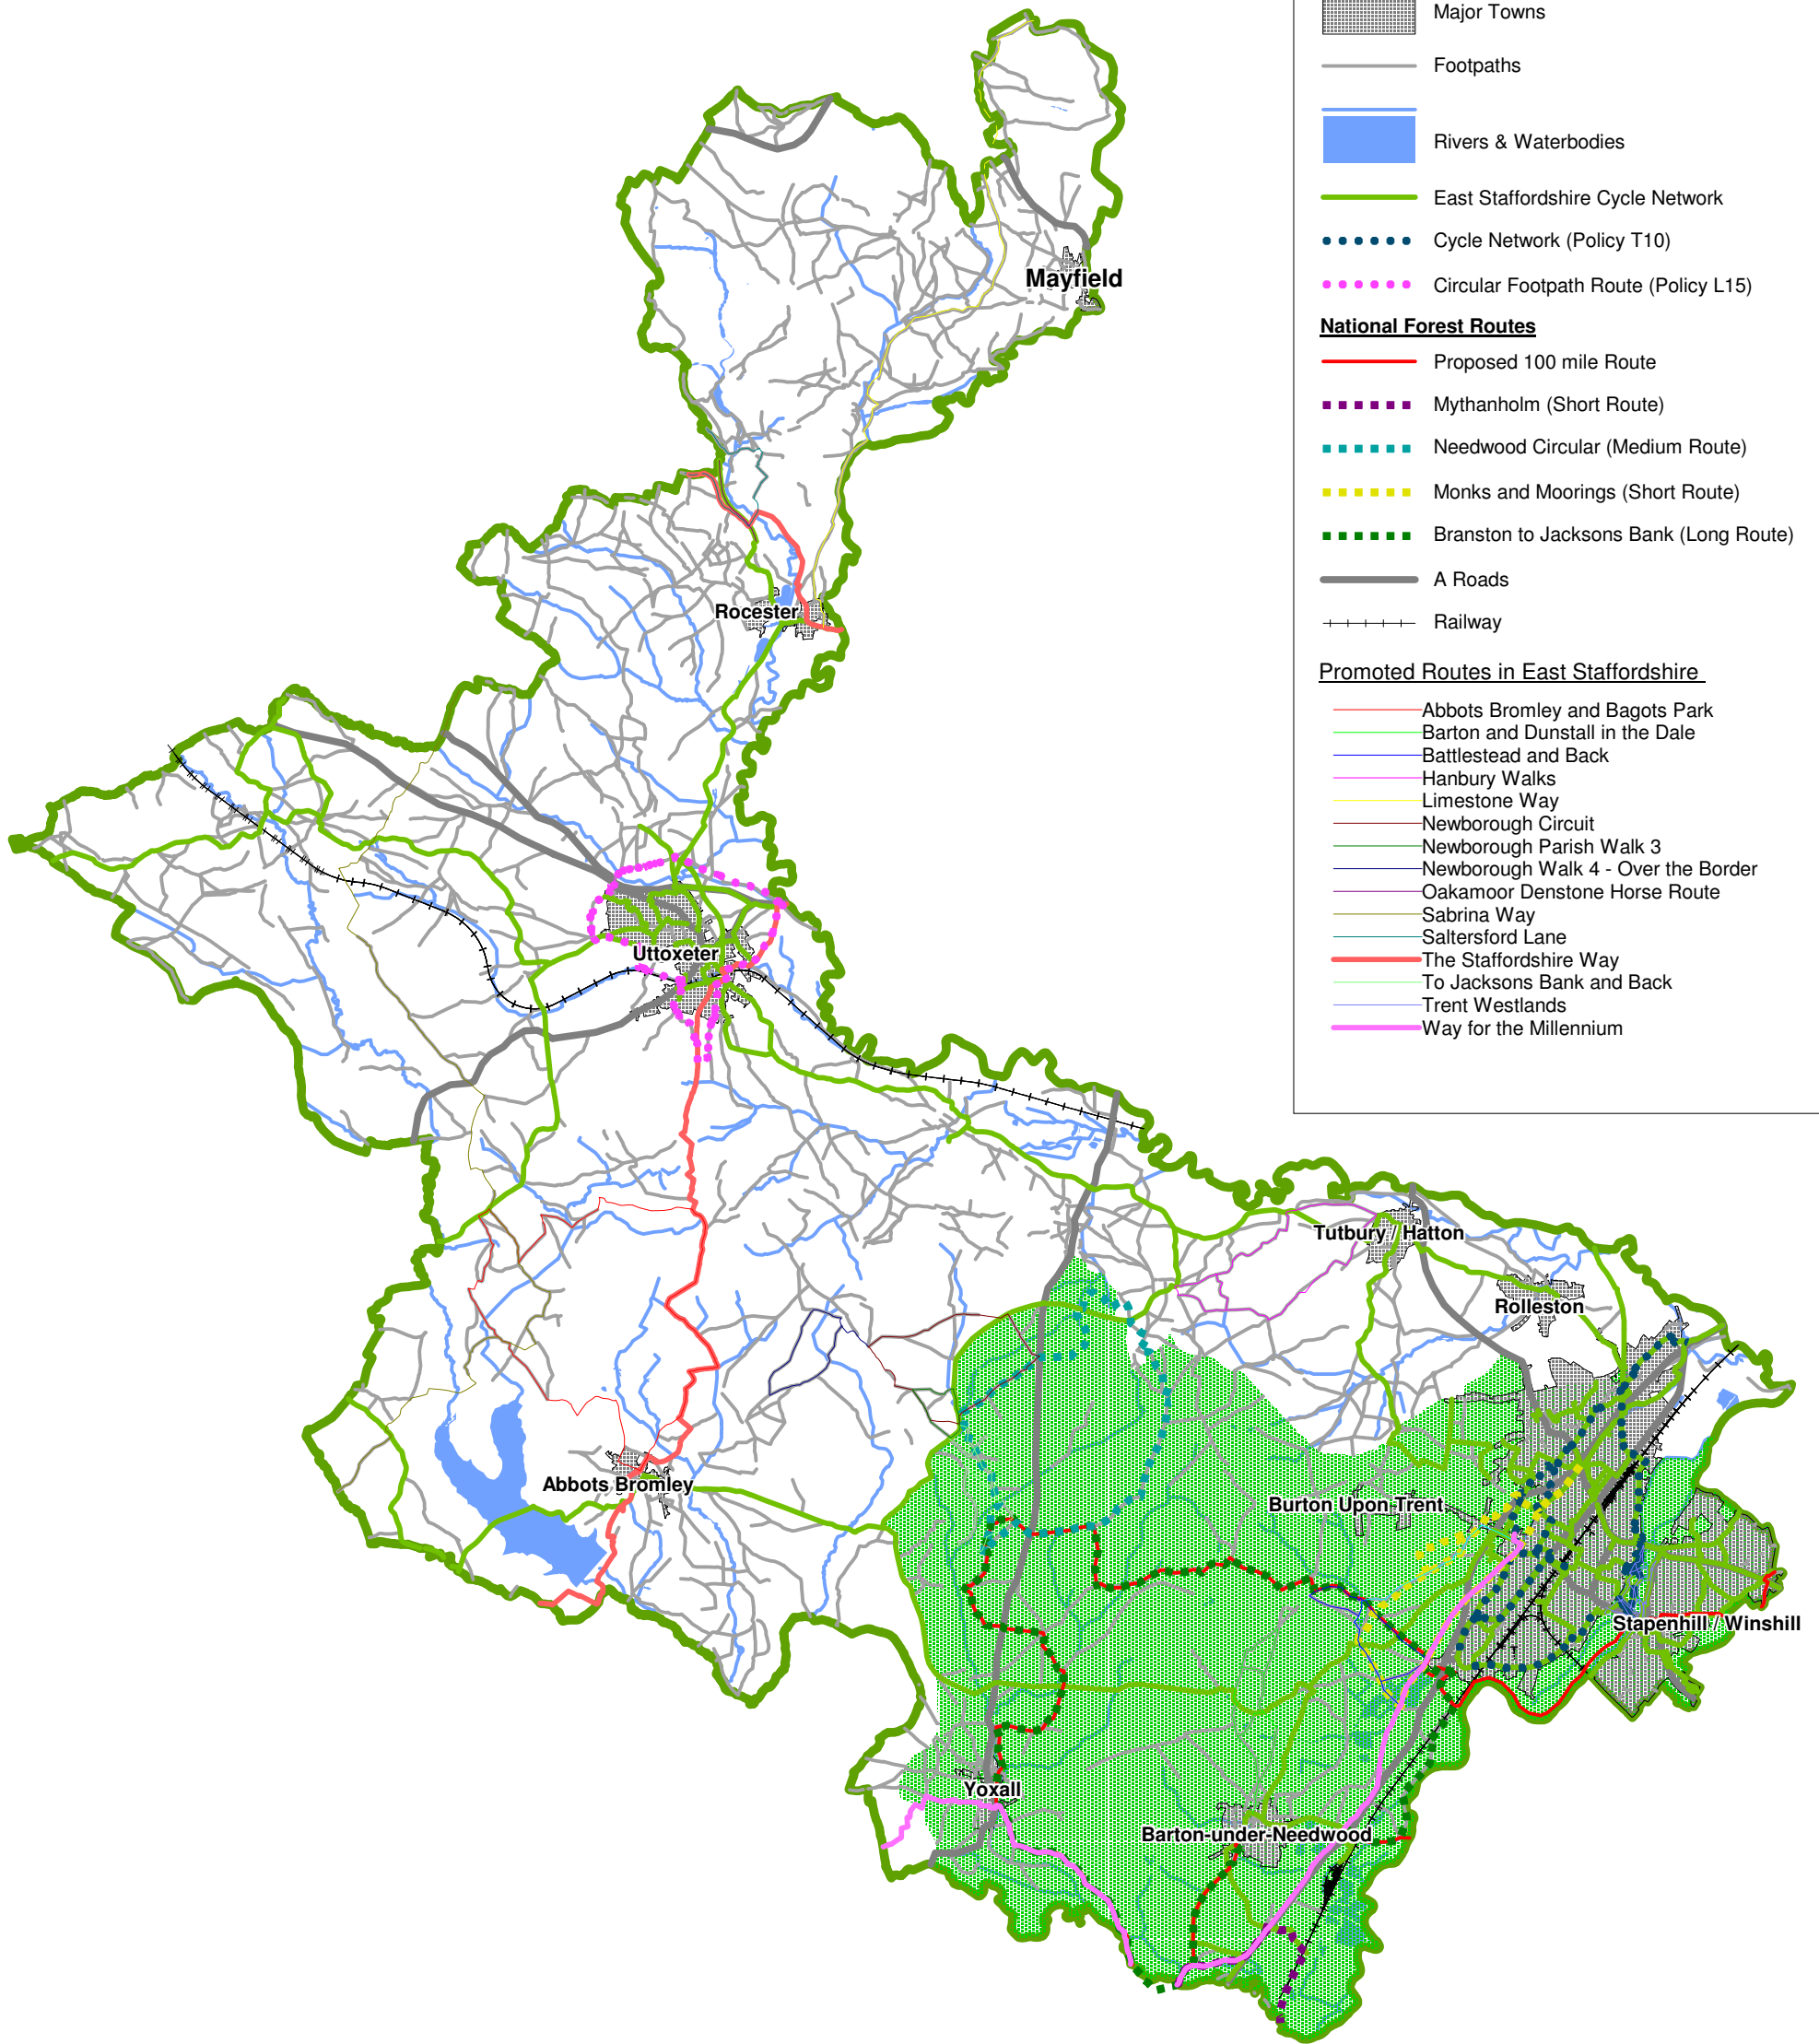 Major Towns
Footpaths
Rivers & Waterbodies
East Staffordshire Cycle Network
Cycle Network (Policy T10)
Circular Footpath Route (Policy L15)
National Forest Routes
Proposed 100 mile Route
Mythanholm (Short Route)
Needwood Circular (Medium Route)
Monks and Moorings (Short Route)
Branston to Jacksons Bank (Long Route)
A Roads
Railway
Promoted Routes in East Staffordshire
Abbots Bromley and Bagots Park
Barton and Dunstall in the Dale
Battlestead and Back
Hanbury Walks
Limestone Way
Newborough Circuit
Newborough Parish Walk 3
Newborough Walk 4 - Over the Border
Oakamoor Denstone Horse Route
Sabrina Way
Saltersford Lane
The Staffordshire Way
To Jacksons Bank and Back
Trent Westlands
Way for the Millennium
Mayfield
Rocester
Uttoxeter
Tutbury / Hatton
Rolleston
Abbots Bromley
Burton Upon Trent
Stapenhill / Winshill
Yoxall
Barton-under-Needwood